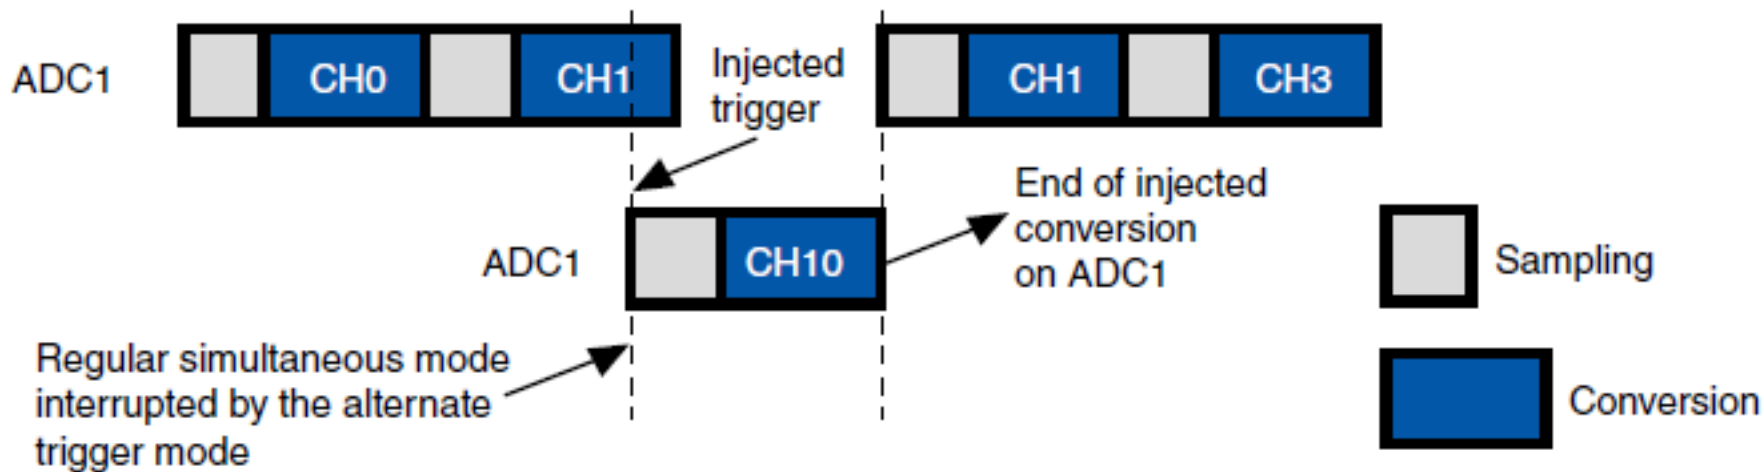 ADC1
CH0
CH1
Injected
trigger
CH1
CH3
ADC1
CH10
End of injected
conversion
on ADC1
Sampling
Regular simultaneous mode
interrupted by the alternate
trigger mode
Conversion